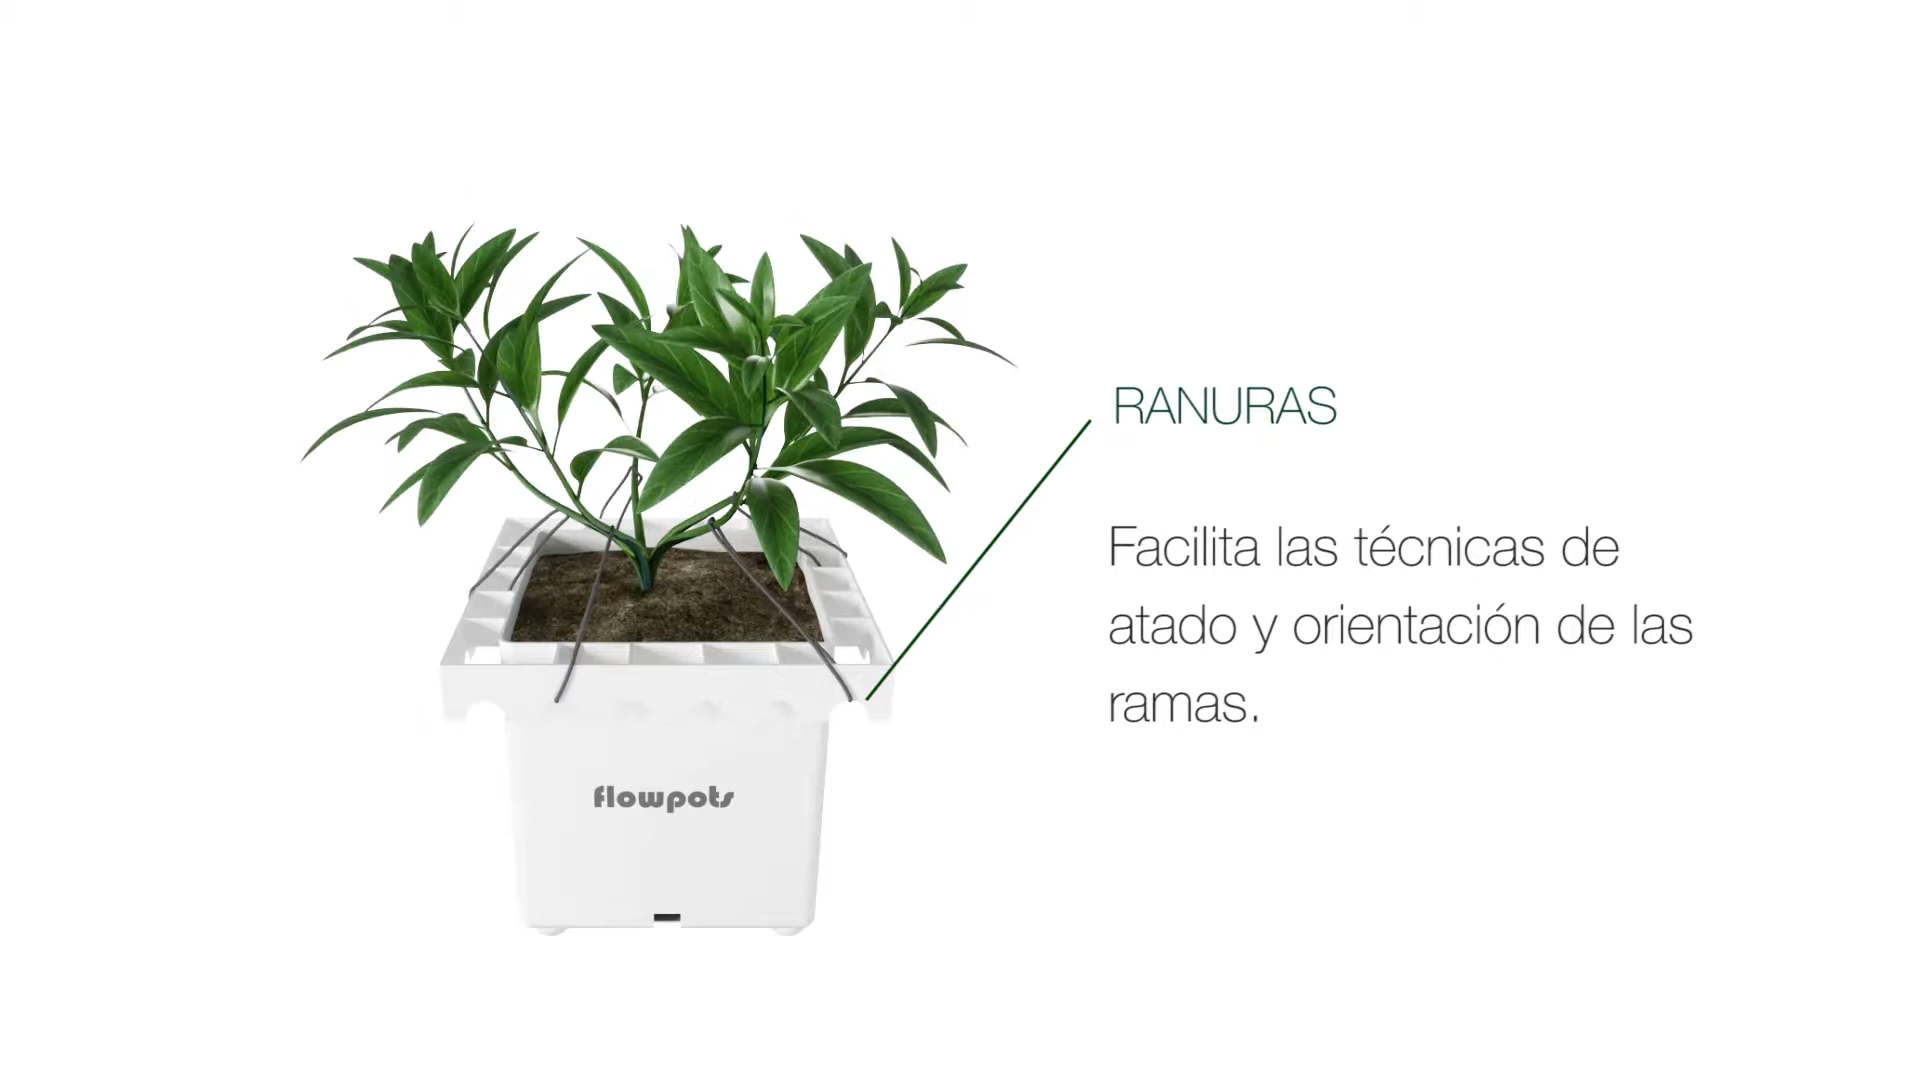 RANURAS
Facilita las técnicas de
atado y orientación de las
ramas.
flowpots